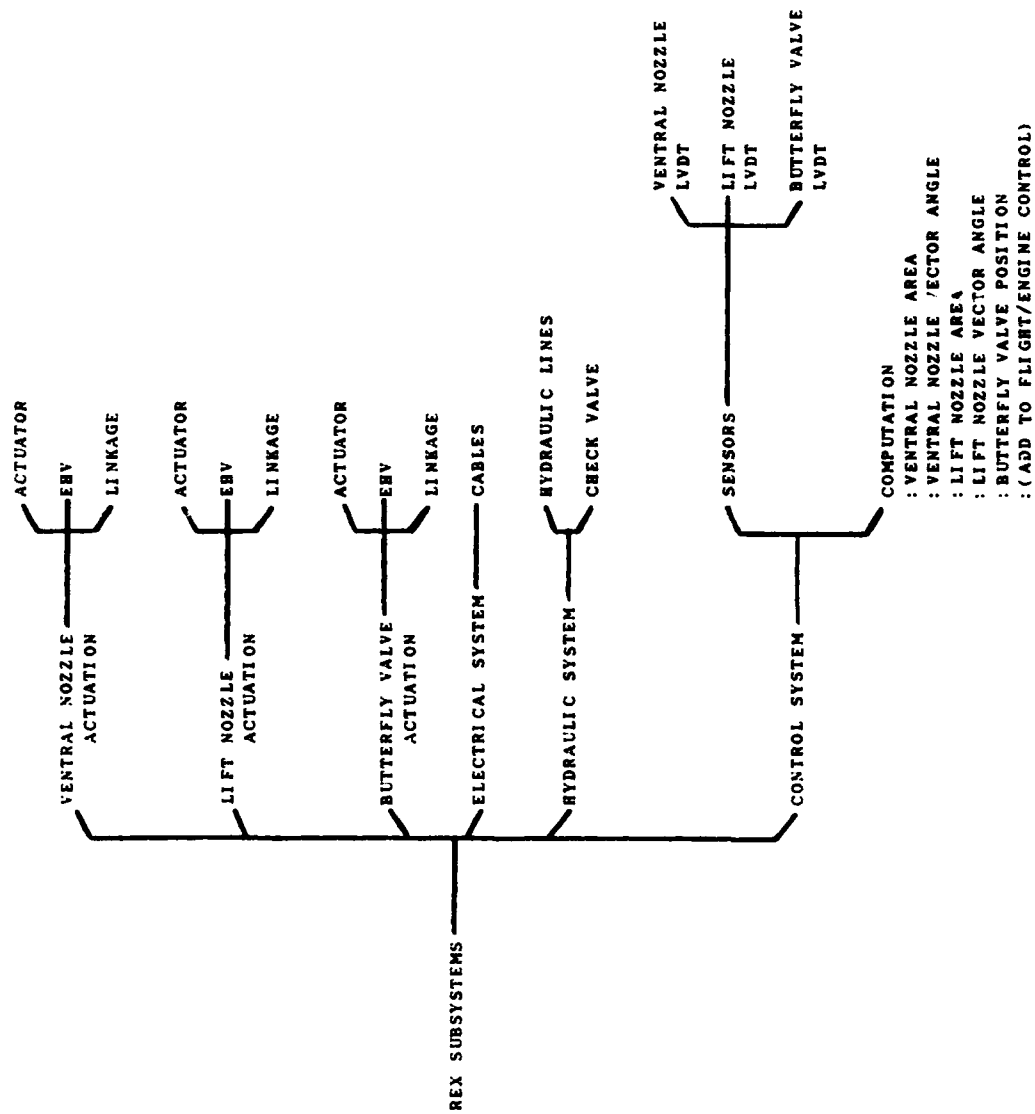 REX SUBSYSTEMS
VENTRAL NOZZLE
ACTUATION
ACTUATOR
EHV
LINKAGE
LIFT NOZZLE
ACTUATION
ACTUATOR
EHV
LINKAGE
BUTTERFLY VALVE
ACTUATION
ACTUATOR
EHV
LINKAGE
ELECTRICAL SYSTEM
CABLES
HYDRAULIC SYSTEM
HYDRAULIC LINES
CHECK VALVE
CONTROL SYSTEM
SENSORS
VENTRAL NOZZLE
LVDT
LIFT NOZZLE
LVDT
BUTTERFLY VALVE
LVDT
COMPUTATION
: VENTRAL NOZZLE AREA
: VENTRAL NOZZLE VECTOR ANGLE
: LIFT NOZZLE AREA
: LIFT NOZZLE VECTOR ANGLE
: BUTTERFLY VALVE POSITION
: (ADD TO FLIGHT/ENGINE CONTROL)